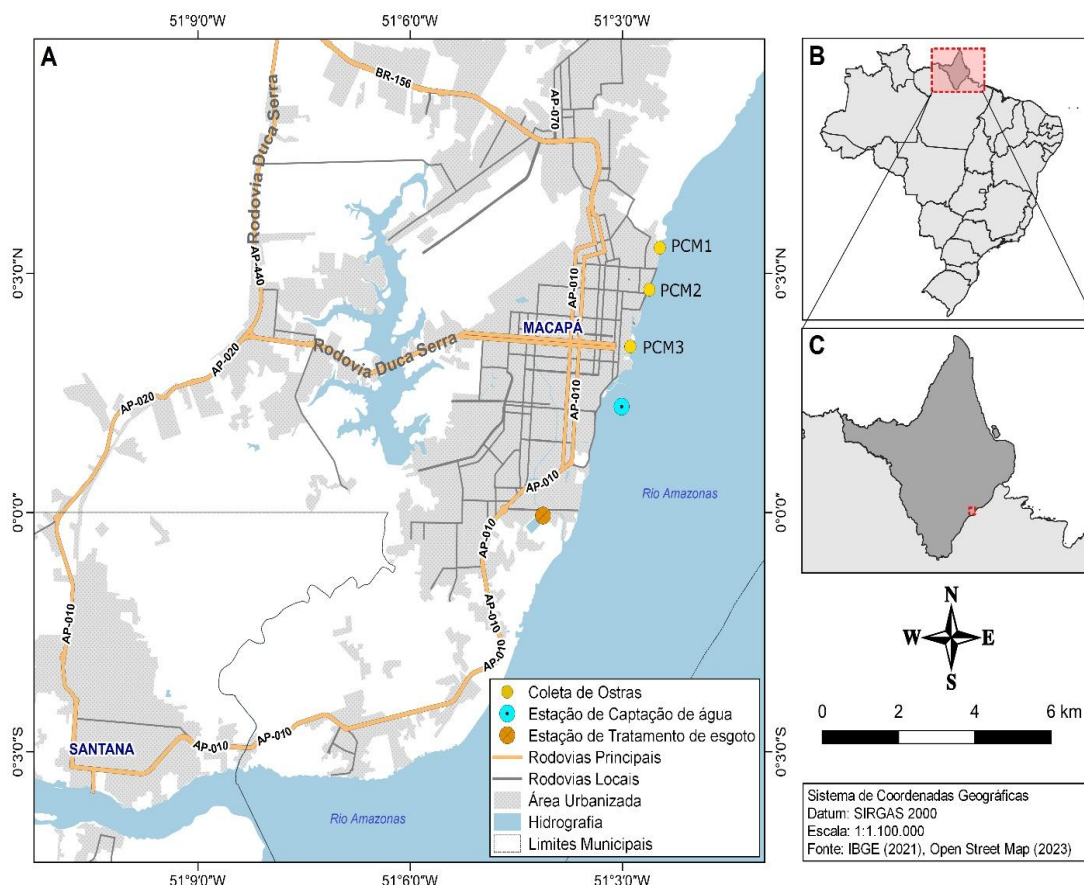 51°9'0"W
51°6'0"W
51°3'0"W
A
BR-156
AP-070
Rodovia Duca Serra
AP-440
0°3'0"N
0°3'0"N
PCM1
PCM2
AP-010
MACAPÁ
PCM3
Rodovia Duca Serra
AP-020
AP-020
AP-010
AP-010
Rio Amazonas
0°0'0"
0°0'0"
AP-010
AP-010
AP-010
AP-010
AP-010
SANTANA
AP-010
AP-010
0°3'0"S
0°3'0"S
Rio Amazonas
Coleta de Ostras
Estação de Captação de água
Estação de Tratamento de esgoto
Rodovias Principais
Rodovias Locais
Área Urbanizada
Hidrografia
Limites Municipais
51°9'0"W
51°6'0"W
51°3'0"W
B
C
N
W
E
S
0
2
4
6 km
Sistema de Coordenadas Geográficas
Datum: SIRGAS 2000
Escala: 1:1.100.000
Fonte: IBGE (2021), Open Street Map (2023)